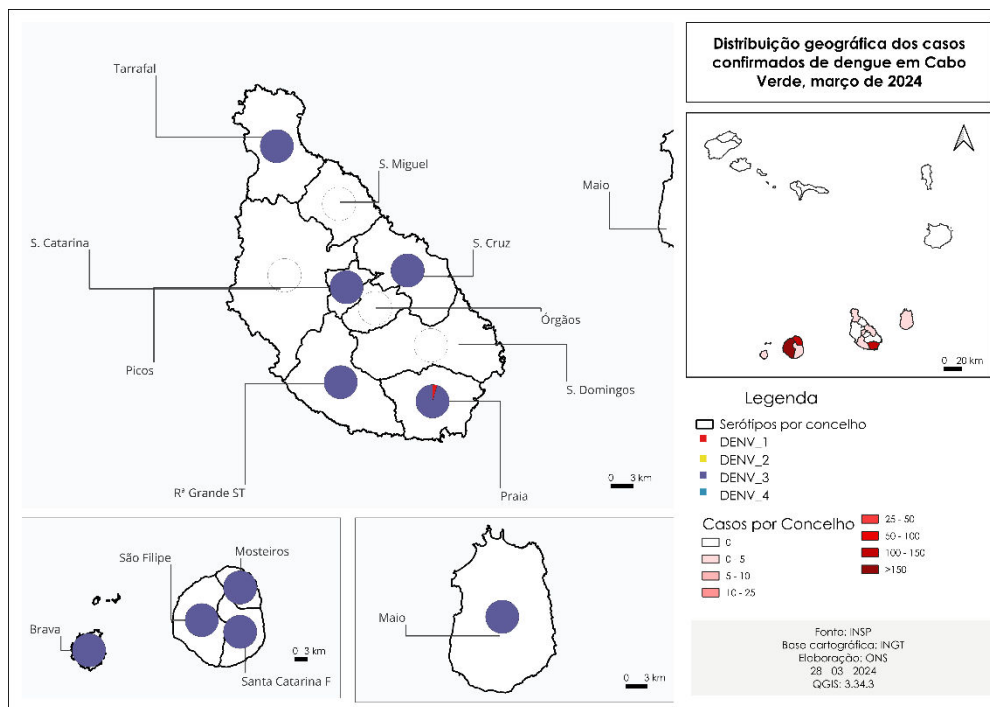 Distribuição geográfica dos casos
confirmados de dengue em Cabo
Verde, março de 2024
Tarrafal
S. Miguel
Maio
S. Catarina
S. Cruz
Órgãos
Picos
S. Domingos
Rª Grande ST
Praia
0 3 km
0 20 km
Legenda
Serótipos por concelho
DENV_1
DENV_2
DENV_3
DENV_4
Casos por Concelho
0
0 - 5
5 - 10
10 - 25
25 - 50
50 - 100
100 - 150
>150
Mosteiros
São Filipe
Brava
Santa Catarina F
0 3 km
Maio
0 3 km
Fonte: INSP
Base cartográfica: INGT
Elaboração: ONS
28 03 2024
QGIS: 3.34.3